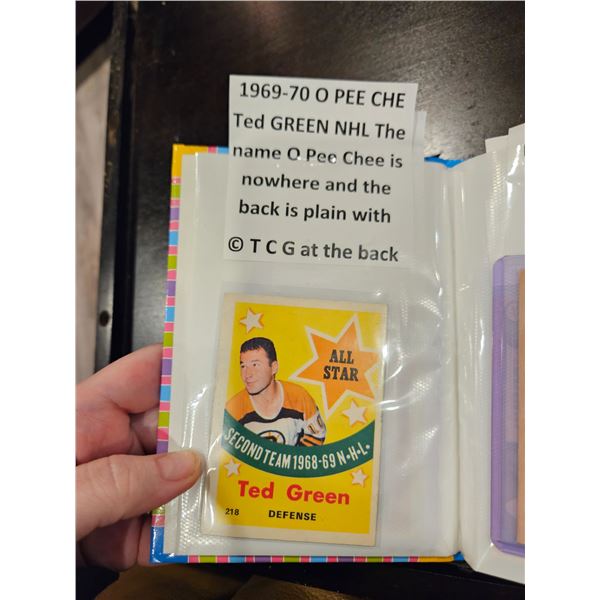 1969-70 O PEE CHE
Ted GREEN NHL The
name O Pee Chee is
nowhere and the
back is plain with
© T C G at the back
ALL
STAR
SECOND TEAM 1968-69 N•H•L•
Ted Green
218 DEFENSE